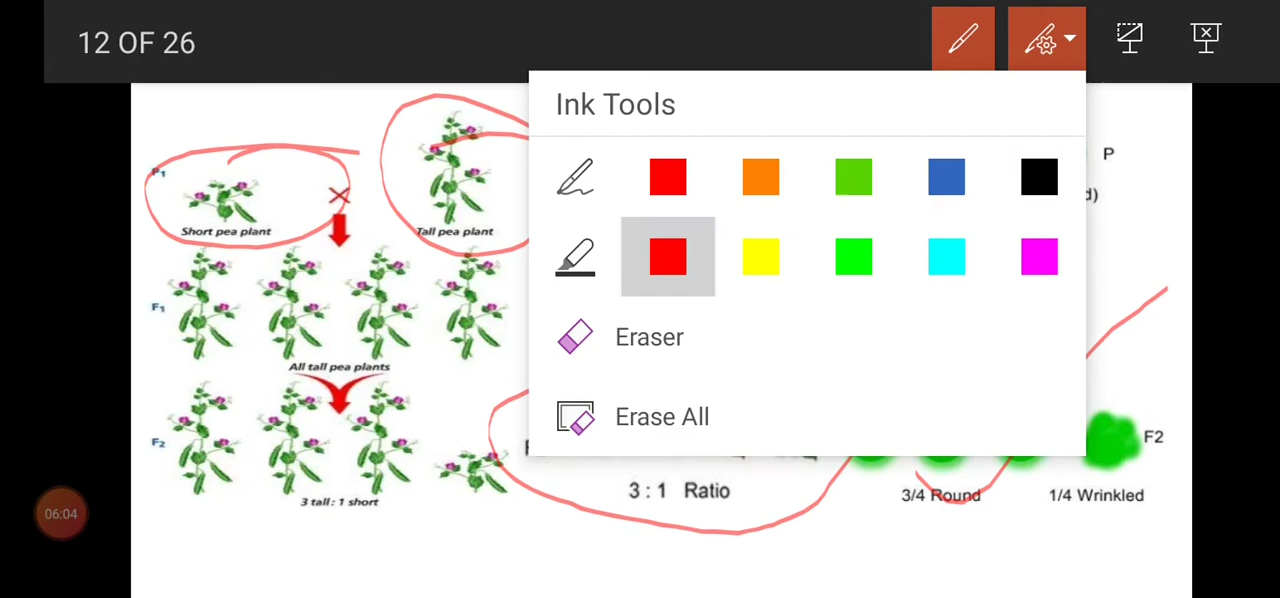 12 OF 26
Ink Tools
Eraser
Erase All
P1
Short pea plant
Tall pea plant
P
d)
F1
All tall pea plants
F2
3 tall : 1 short
3 : 1 Ratio
F2
3/4 Round
1/4 Wrinkled
06:04